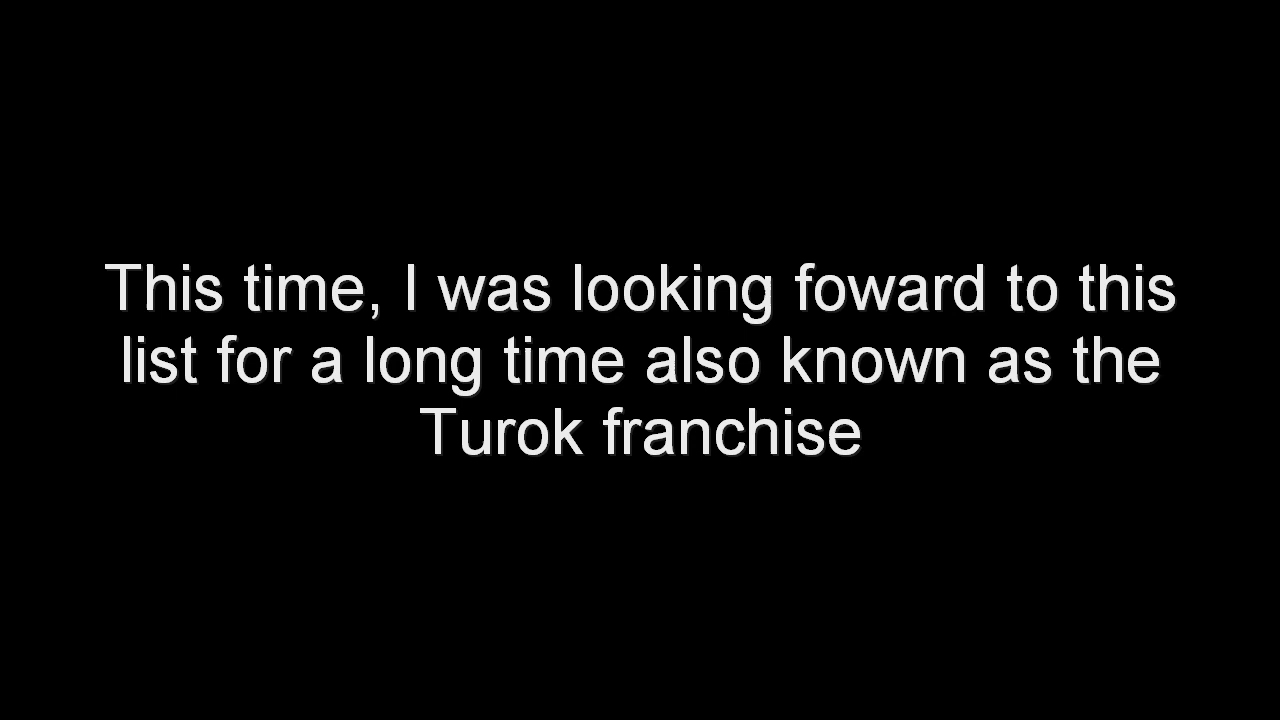 This time, I was looking foward to this
list for a long time also known as the
Turok franchise